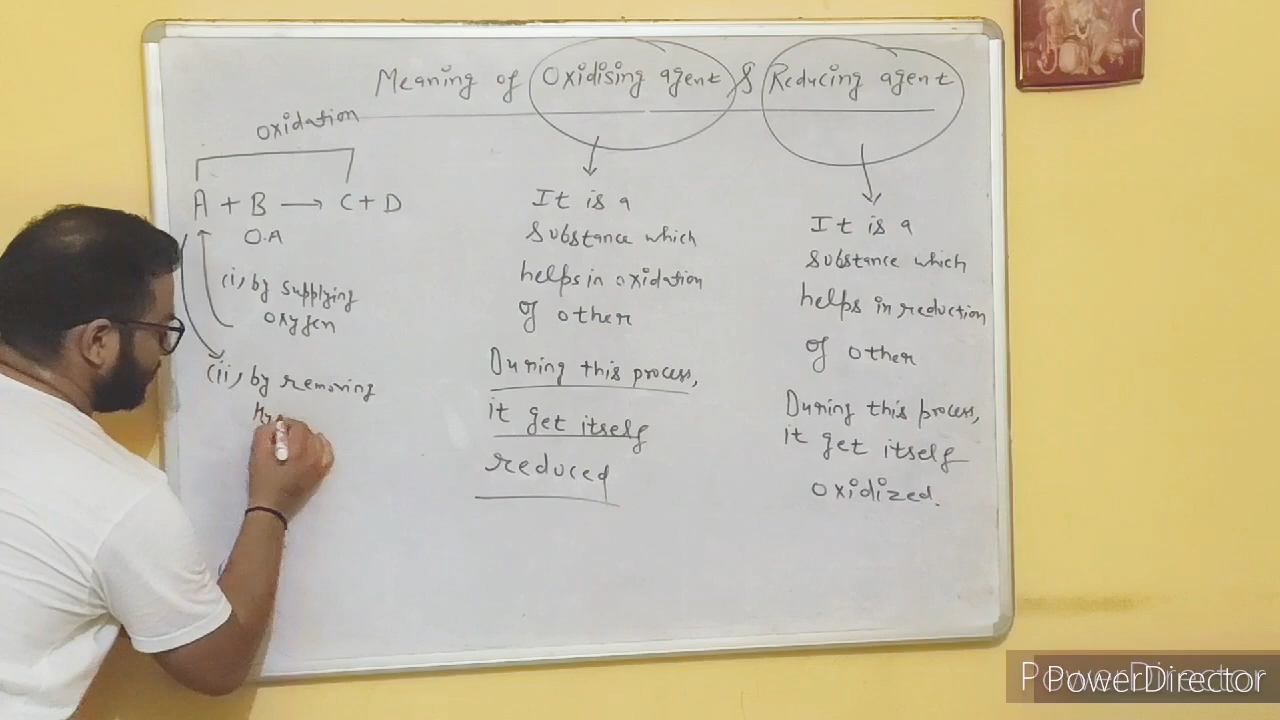 Meaning of Oxidising agent & Reducing agent
Oxidation
A + B → C + D
O.A
(i) by supplying
oxygen
(ii) by removing
Hy
It is a
substance which
helps in oxidation
of other
During this process,
it get itself
reduced
It is a
substance which
helps in reduction
of other
During this process,
it get itself
oxidized.
PowerDirector